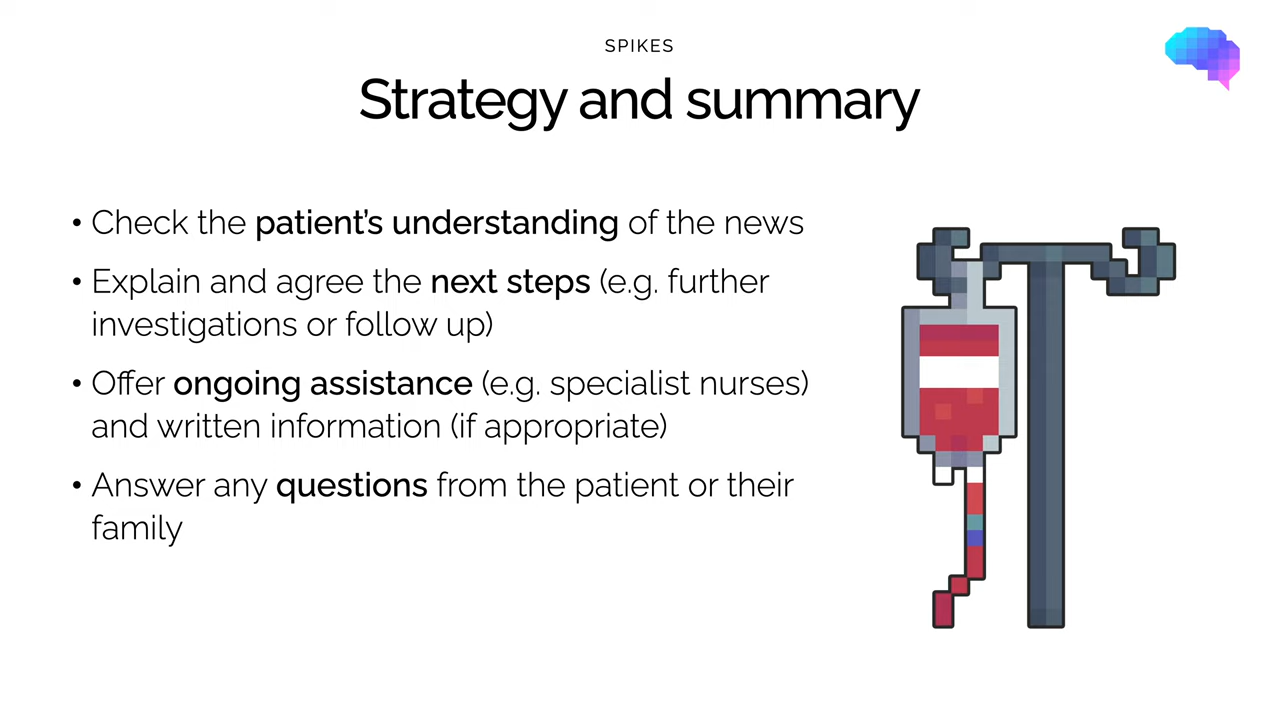 SPIKES
Strategy and summary
• Check the patient’s understanding of the news
• Explain and agree the next steps (e.g. further
investigations or follow up)
• Offer ongoing assistance (e.g. specialist nurses)
and written information (if appropriate)
• Answer any questions from the patient or their
family